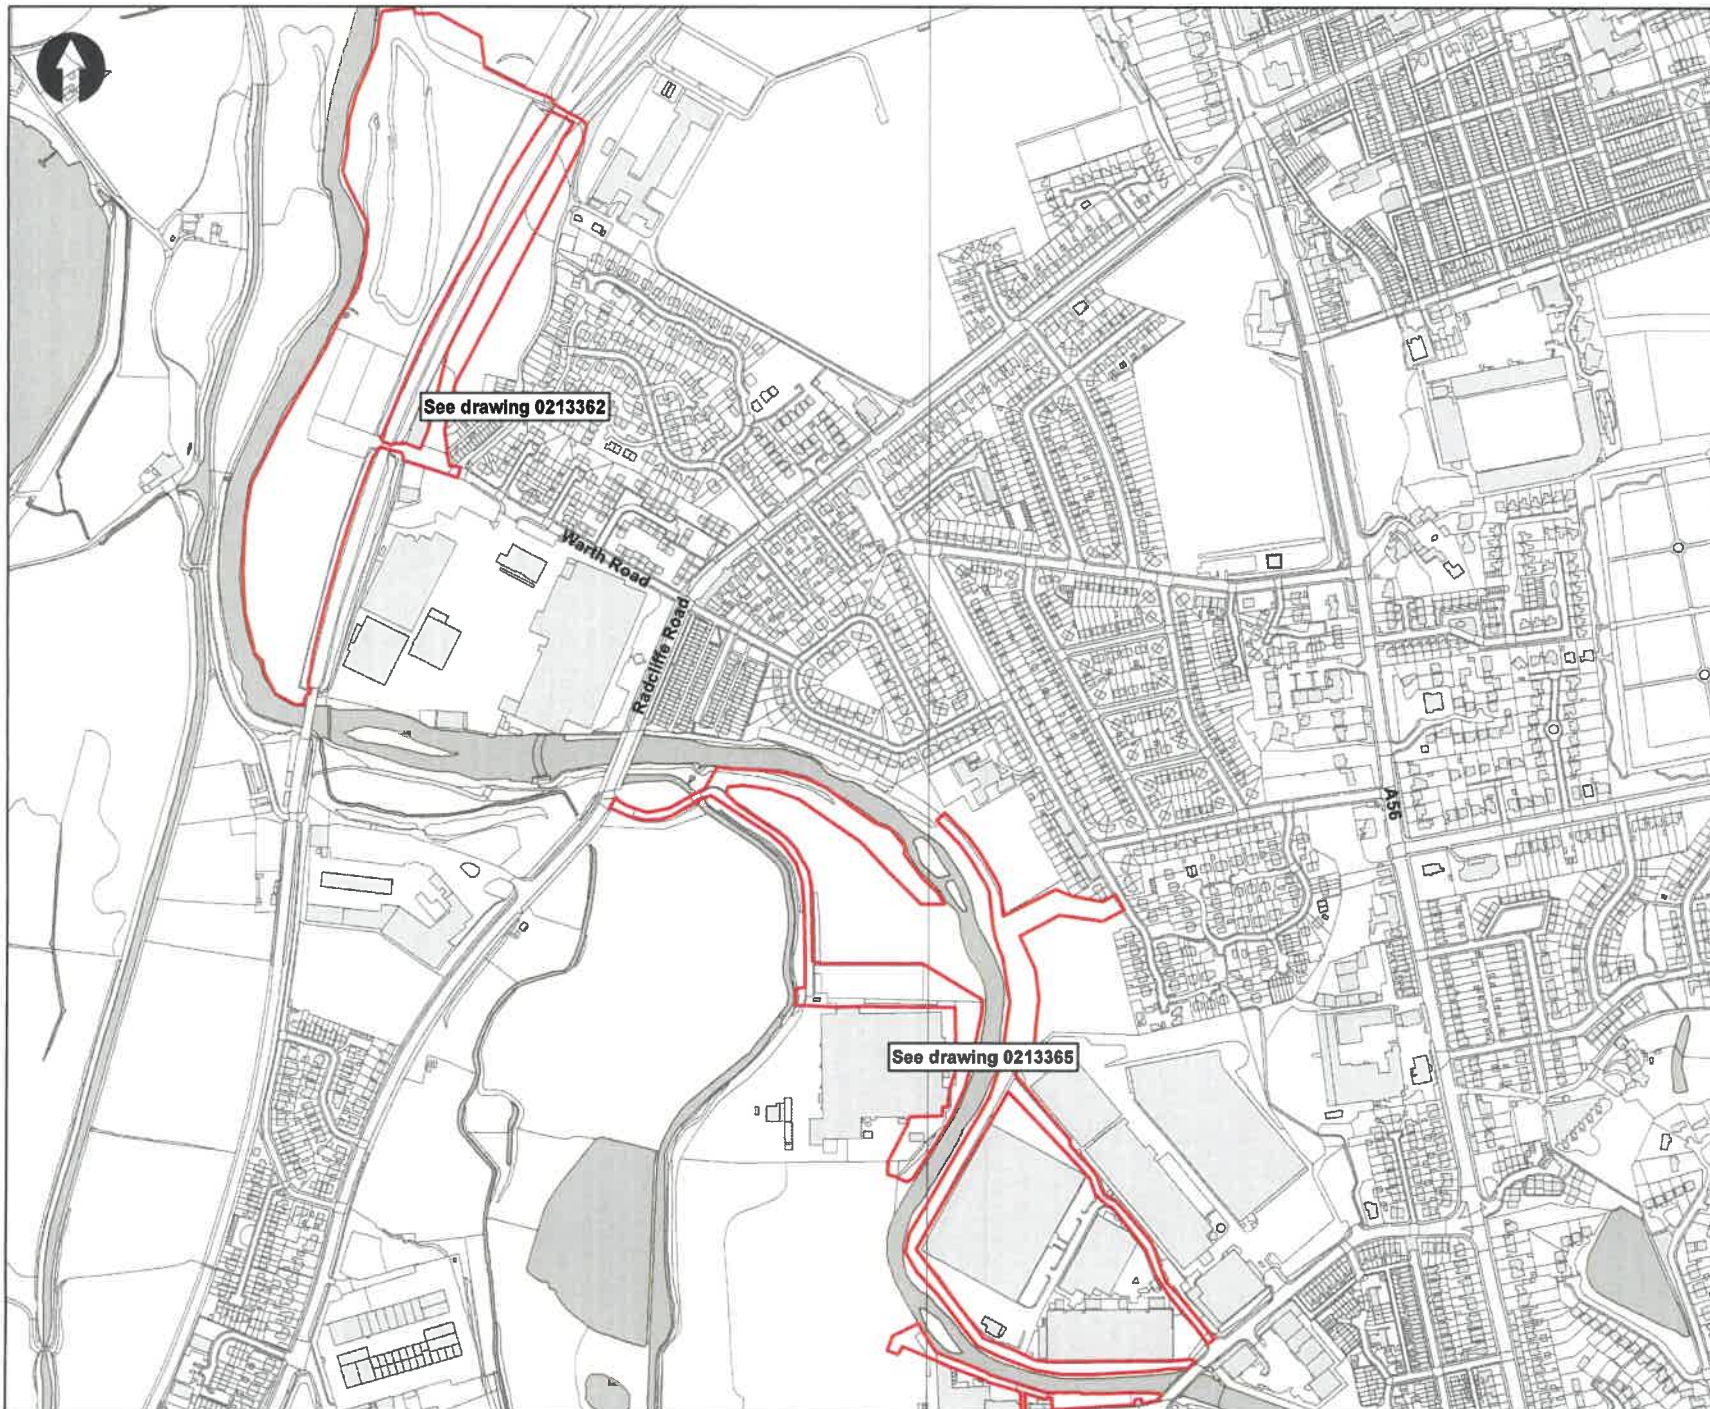 See drawing 0213362
Warth Road
Radcliffe Road
A56
See drawing 0213365